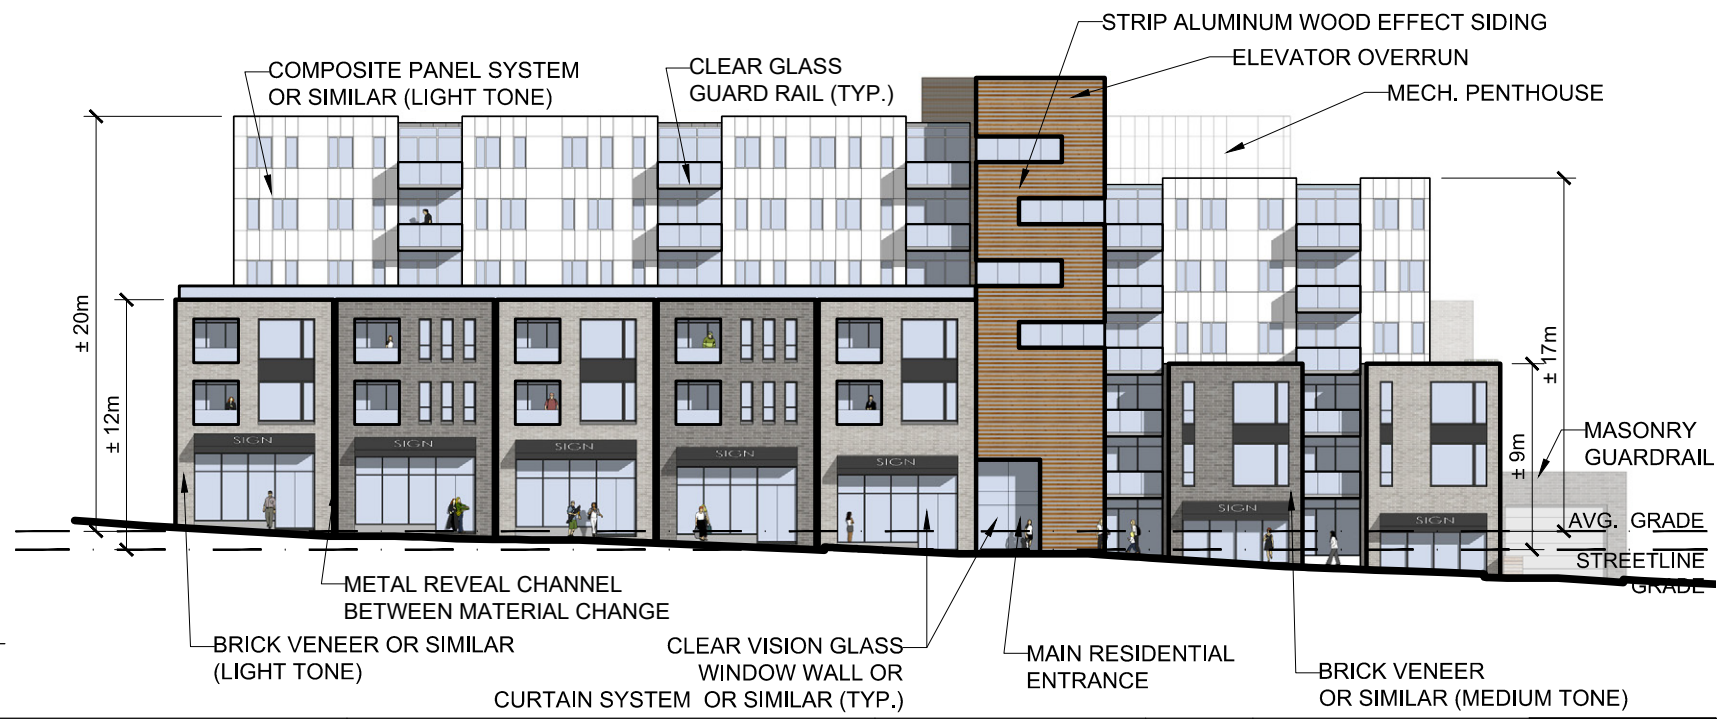 STRIP ALUMINUM WOOD EFFECT SIDING
ELEVATOR OVERRUN
MECH. PENTHOUSE
COMPOSITE PANEL SYSTEM
OR SIMILAR (LIGHT TONE)
CLEAR GLASS
GUARD RAIL (TYP.)
± 20m
± 12m
± 17m
± 9m
SIGN
SIGN
SIGN
SIGN
SIGN
SIGN
SIGN
MASONRY
GUARDRAIL
AVG. GRADE
STREETLINE
GRADE
METAL REVEAL CHANNEL
BETWEEN MATERIAL CHANGE
BRICK VENEER OR SIMILAR
(LIGHT TONE)
CLEAR VISION GLASS
WINDOW WALL OR
CURTAIN SYSTEM OR SIMILAR (TYP.)
MAIN RESIDENTIAL
ENTRANCE
BRICK VENEER
OR SIMILAR (MEDIUM TONE)